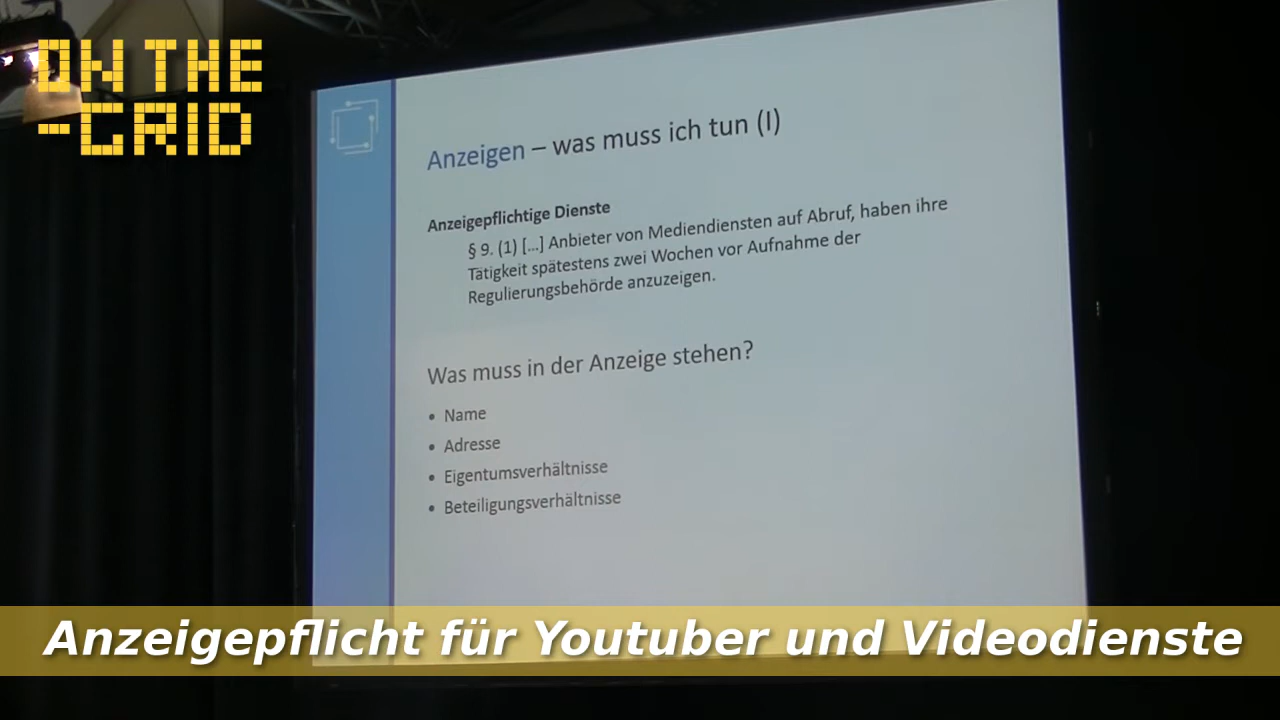 ON THE
-GRID
Anzeigen – was muss ich tun (I)
Anzeigepflichtige Dienste
§ 9. (1) [...] Anbieter von Mediendiensten auf Abruf, haben ihre
Tätigkeit spätestens zwei Wochen vor Aufnahme der
Regulierungsbehörde anzuzeigen.
Was muss in der Anzeige stehen?
• Name
• Adresse
• Eigentumsverhältnisse
• Beteiligungsverhältnisse
Anzeigepflicht für Youtuber und Videodienste